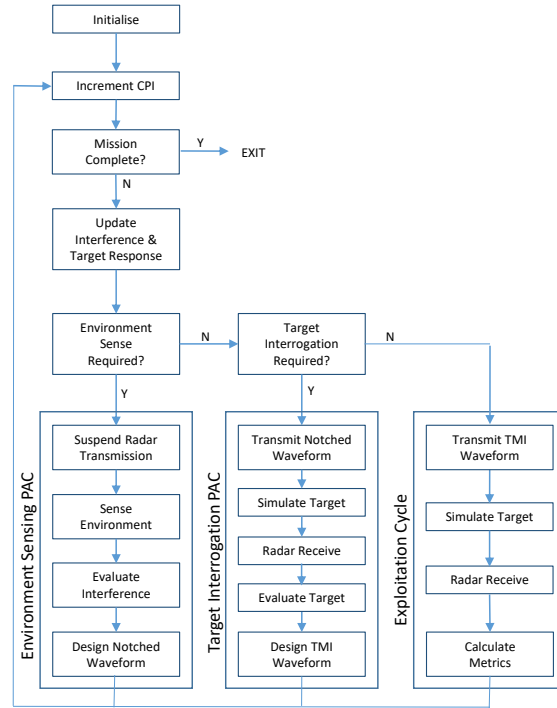 Initialise
Increment CPI
Mission
Complete?
Y
EXIT
N
Update
Interference &
Target Response
Environment
Sense
Required?
N
Target
Interrogation
Required?
N
Y
Y
Environment Sensing PAC
Suspend Radar
Transmission
Sense
Environment
Evaluate
Interference
Design Notched
Waveform
Target Interrogation PAC
Transmit Notched
Waveform
Simulate Target
Radar Receive
Evaluate Target
Design TMI
Waveform
Exploitation Cycle
Transmit TMI
Waveform
Simulate Target
Radar Receive
Calculate
Metrics